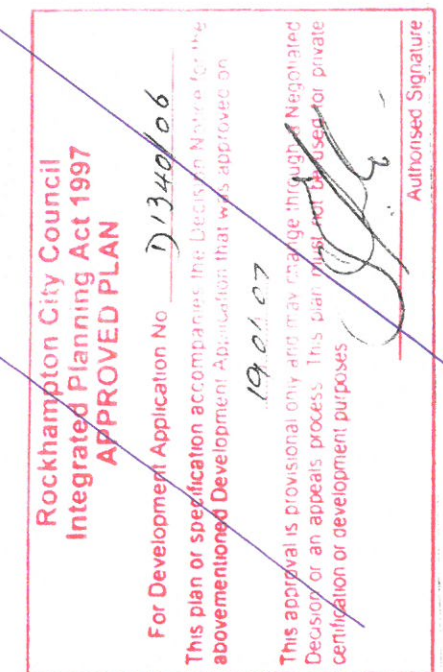 Rockhampton City Council
Integrated Planning Act 1997
APPROVED PLAN
For Development Application No D1340/06
This plan or specification accompanies the Decision Notice for the
abovementioned Development Application that was approved on
19.01.07
This approval is provisional only and may change through a Negotiated
Decision or an appeals process. This plan must not be used for private
certification or development purposes
Authorised Signature